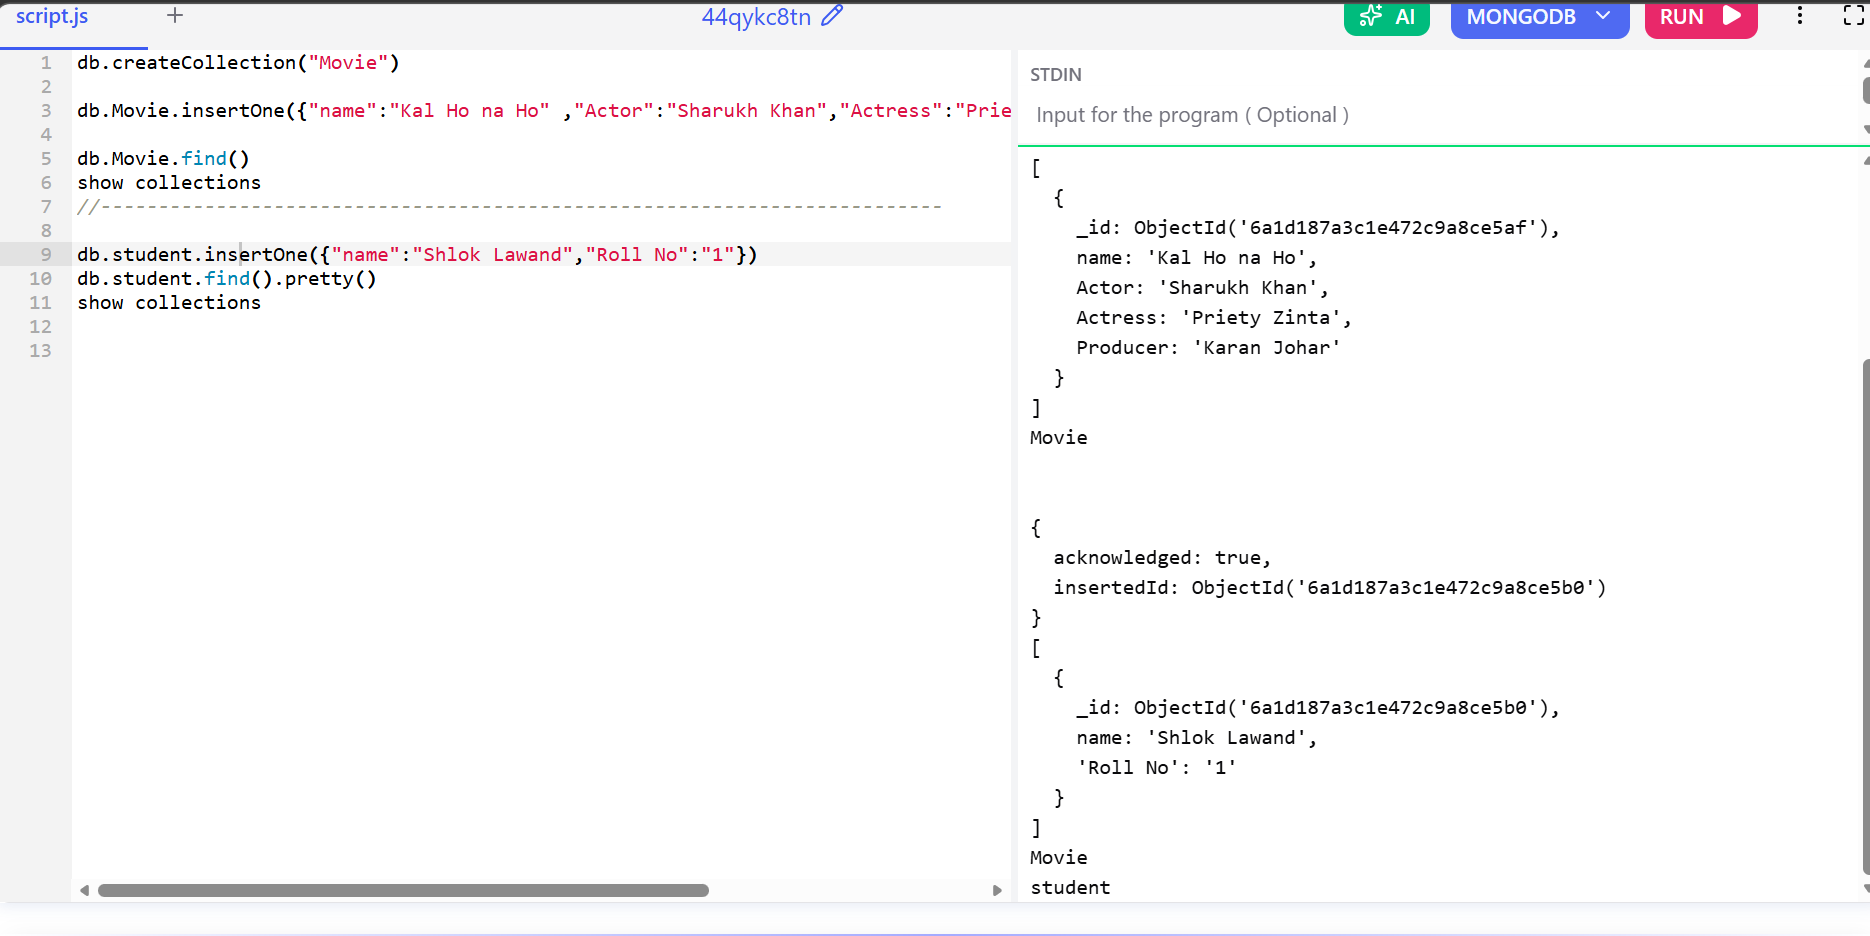 script.js
+
44qykc8tn
AI
MONGODB
RUN
1 db.createCollection("Movie")
2
3 db.Movie.insertOne({"name":"Kal Ho na Ho" ,"Actor":"Sharukh Khan","Actress":"Prie
4
5 db.Movie.find()
6 show collections
7 //-------------------------------------------------------------------------
8
9 db.student.insertOne({"name":"Shlok Lawand","Roll No":"1"})
10 db.student.find().pretty()
11 show collections
12
13
STDIN
Input for the program ( Optional )
[
  {
    _id: ObjectId('6a1d187a3c1e472c9a8ce5af'),
    name: 'Kal Ho na Ho',
    Actor: 'Sharukh Khan',
    Actress: 'Priety Zinta',
    Producer: 'Karan Johar'
  }
]
Movie
{
  acknowledged: true,
  insertedId: ObjectId('6a1d187a3c1e472c9a8ce5b0')
}
[
  {
    _id: ObjectId('6a1d187a3c1e472c9a8ce5b0'),
    name: 'Shlok Lawand',
    'Roll No': '1'
  }
]
Movie
student